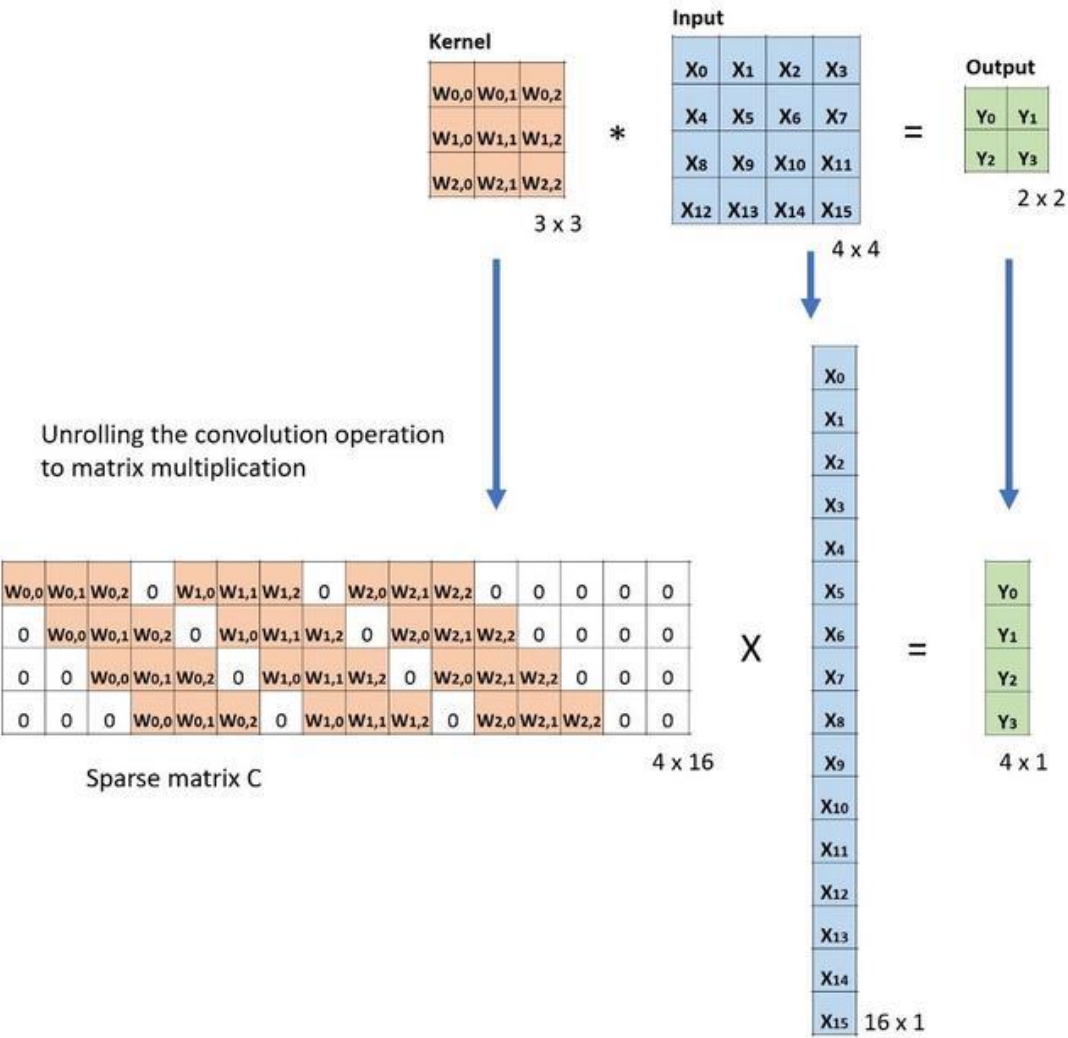 Input
Kernel
Output
X0 X1 X2 X3
X4 X5 X6 X7
X8 X9 X10 X11
X12 X13 X14 X15
4 x 4
W0,0 W0,1 W0,2
W1,0 W1,1 W1,2
W2,0 W2,1 W2,2
3 x 3
*
=
Y0 Y1
Y2 Y3
2 x 2
Unrolling the convolution operation
to matrix multiplication
W0,0 W0,1 W0,2 0 W1,0 W1,1 W1,2 0 W2,0 W2,1 W2,2 0 0 0 0 0
0 W0,0 W0,1 W0,2 0 W1,0 W1,1 W1,2 0 W2,0 W2,1 W2,2 0 0 0 0
0 0 W0,0 W0,1 W0,2 0 W1,0 W1,1 W1,2 0 W2,0 W2,1 W2,2 0 0 0
0 0 0 W0,0 W0,1 W0,2 0 W1,0 W1,1 W1,2 0 W2,0 W2,1 W2,2 0 0
4 x 16
Sparse matrix C
X
X0
X1
X2
X3
X4
X5
X6
X7
X8
X9
X10
X11
X12
X13
X14
X15
16 x 1
=
Y0
Y1
Y2
Y3
4 x 1